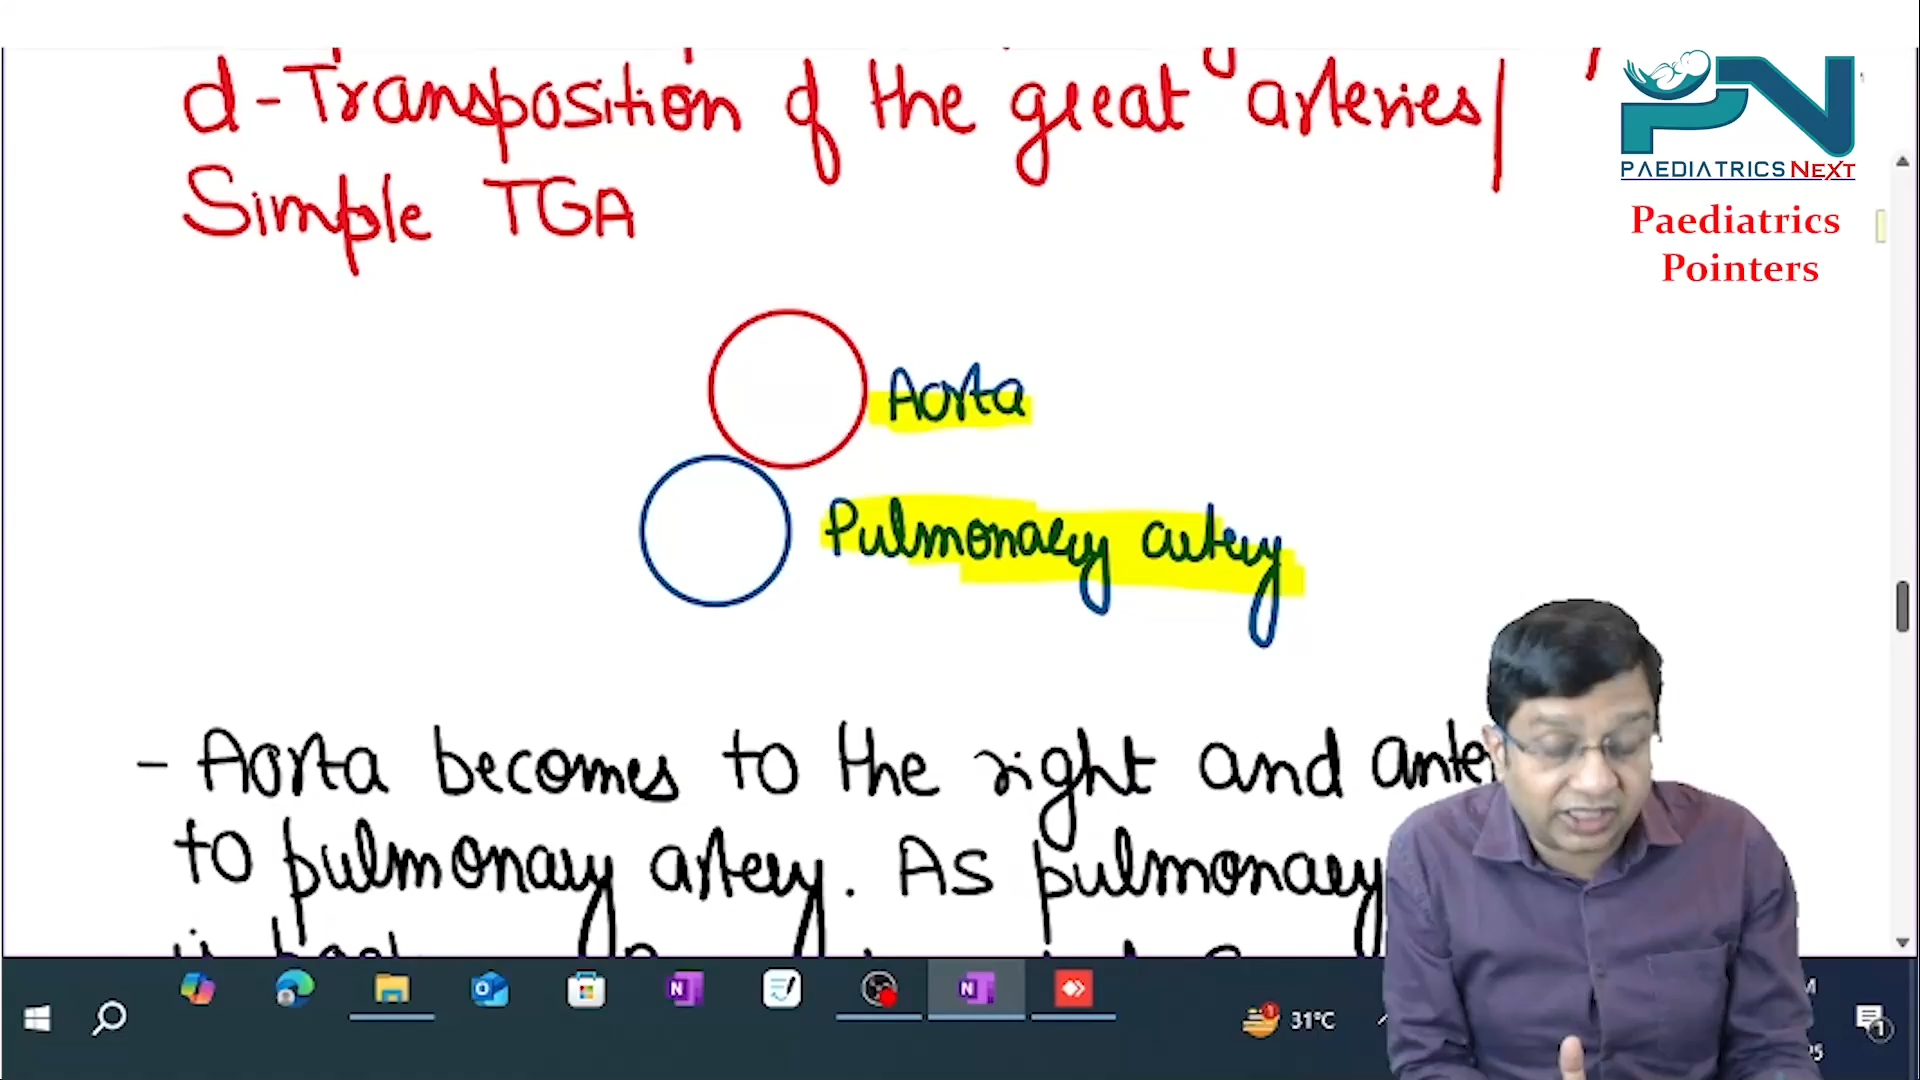 d-Transposition of the great arteries/
Simple TGA
PAEDIATRICS NEXT
Paediatrics
Pointers
Aorta
Pulmonary artery
- Aorta becomes to the right and
to pulmonary artery. As pulmonary
31°C